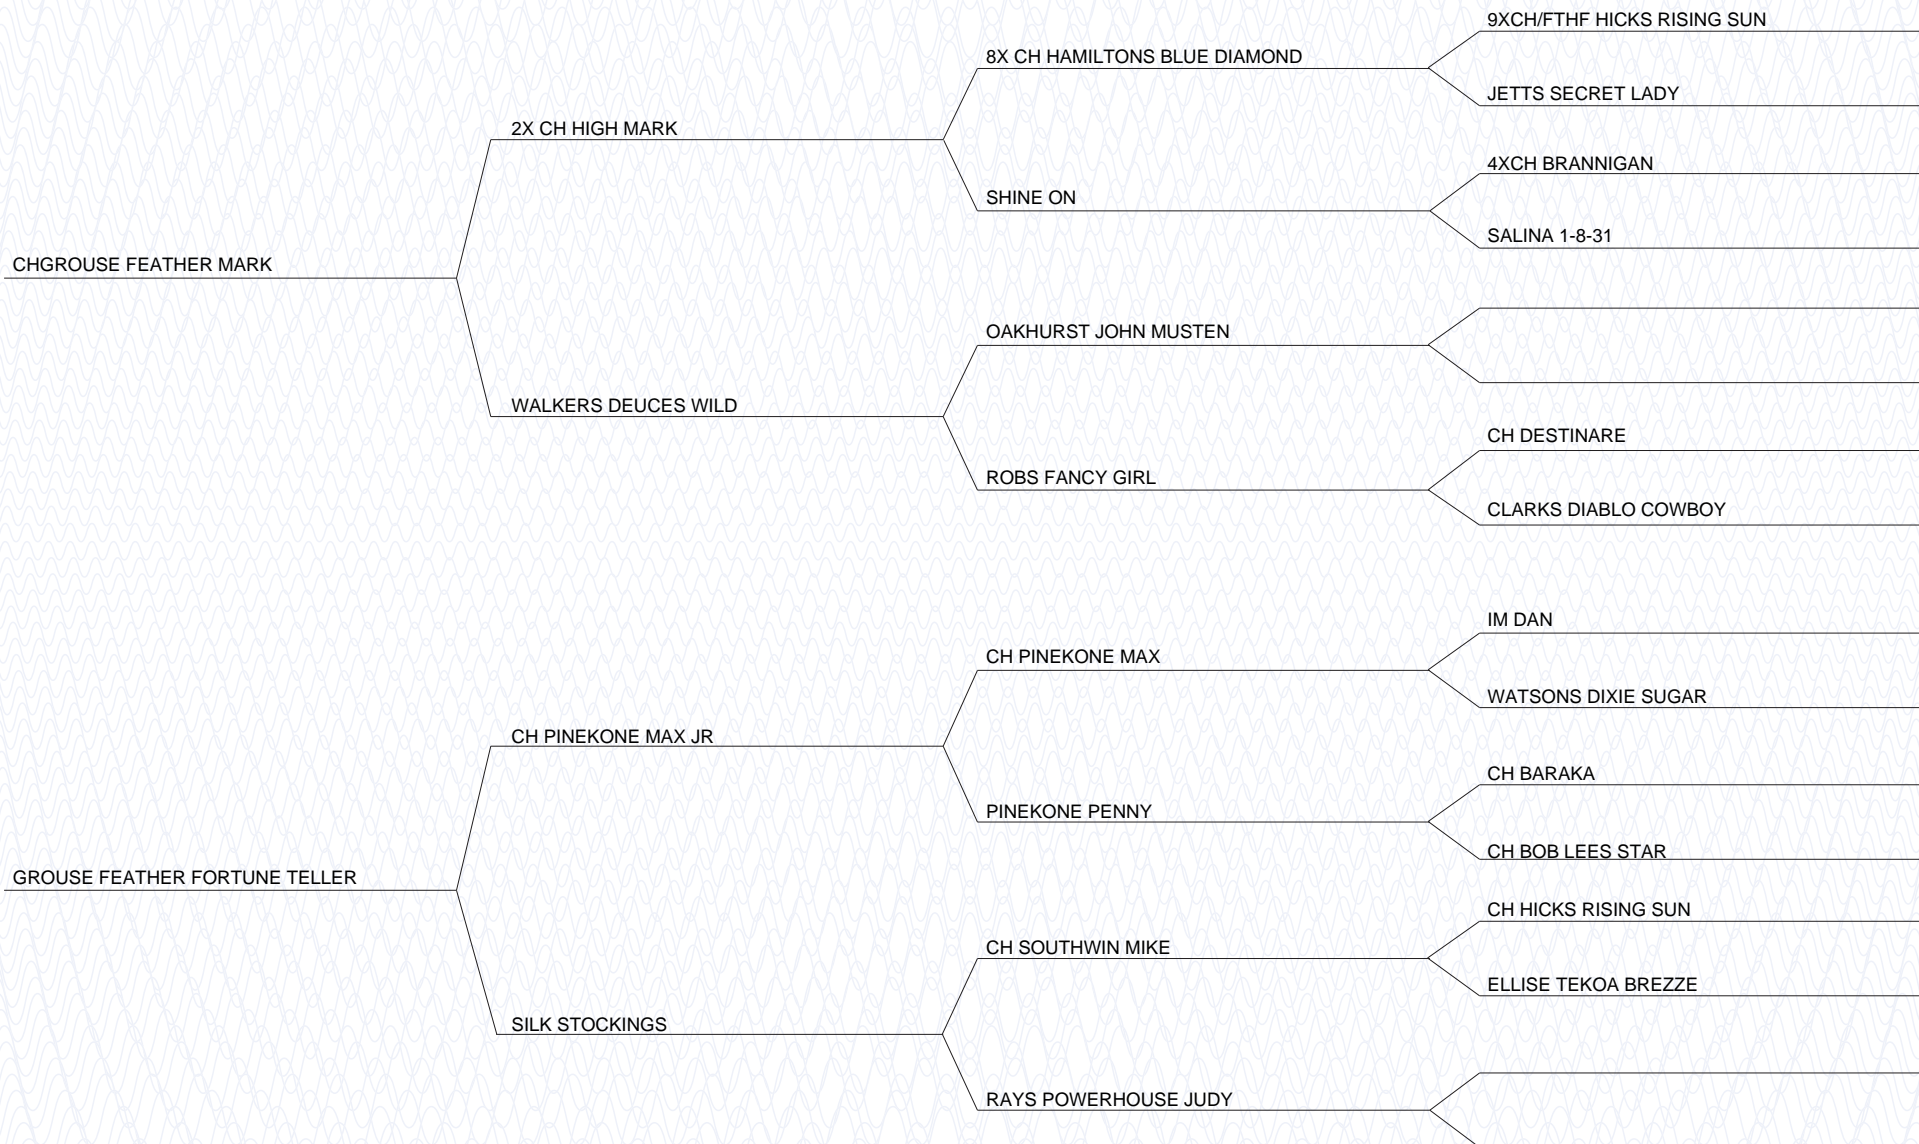 9XCH/FTHF HICKS RISING SUN
8X CH HAMILTONS BLUE DIAMOND
JETTS SECRET LADY
2X CH HIGH MARK
4XCH BRANNIGAN
SHINE ON
SALINA 1-8-31
CHGROUSE FEATHER MARK
OAKHURST JOHN MUSTEN
WALKERS DEUCES WILD
CH DESTINARE
ROBS FANCY GIRL
CLARKS DIABLO COWBOY
IM DAN
CH PINEKONE MAX
WATSONS DIXIE SUGAR
CH PINEKONE MAX JR
CH BARAKA
PINEKONE PENNY
CH BOB LEES STAR
GROUSE FEATHER FORTUNE TELLER
CH HICKS RISING SUN
CH SOUTHWIN MIKE
ELLISE TEKOA BREZZE
SILK STOCKINGS
RAYS POWERHOUSE JUDY